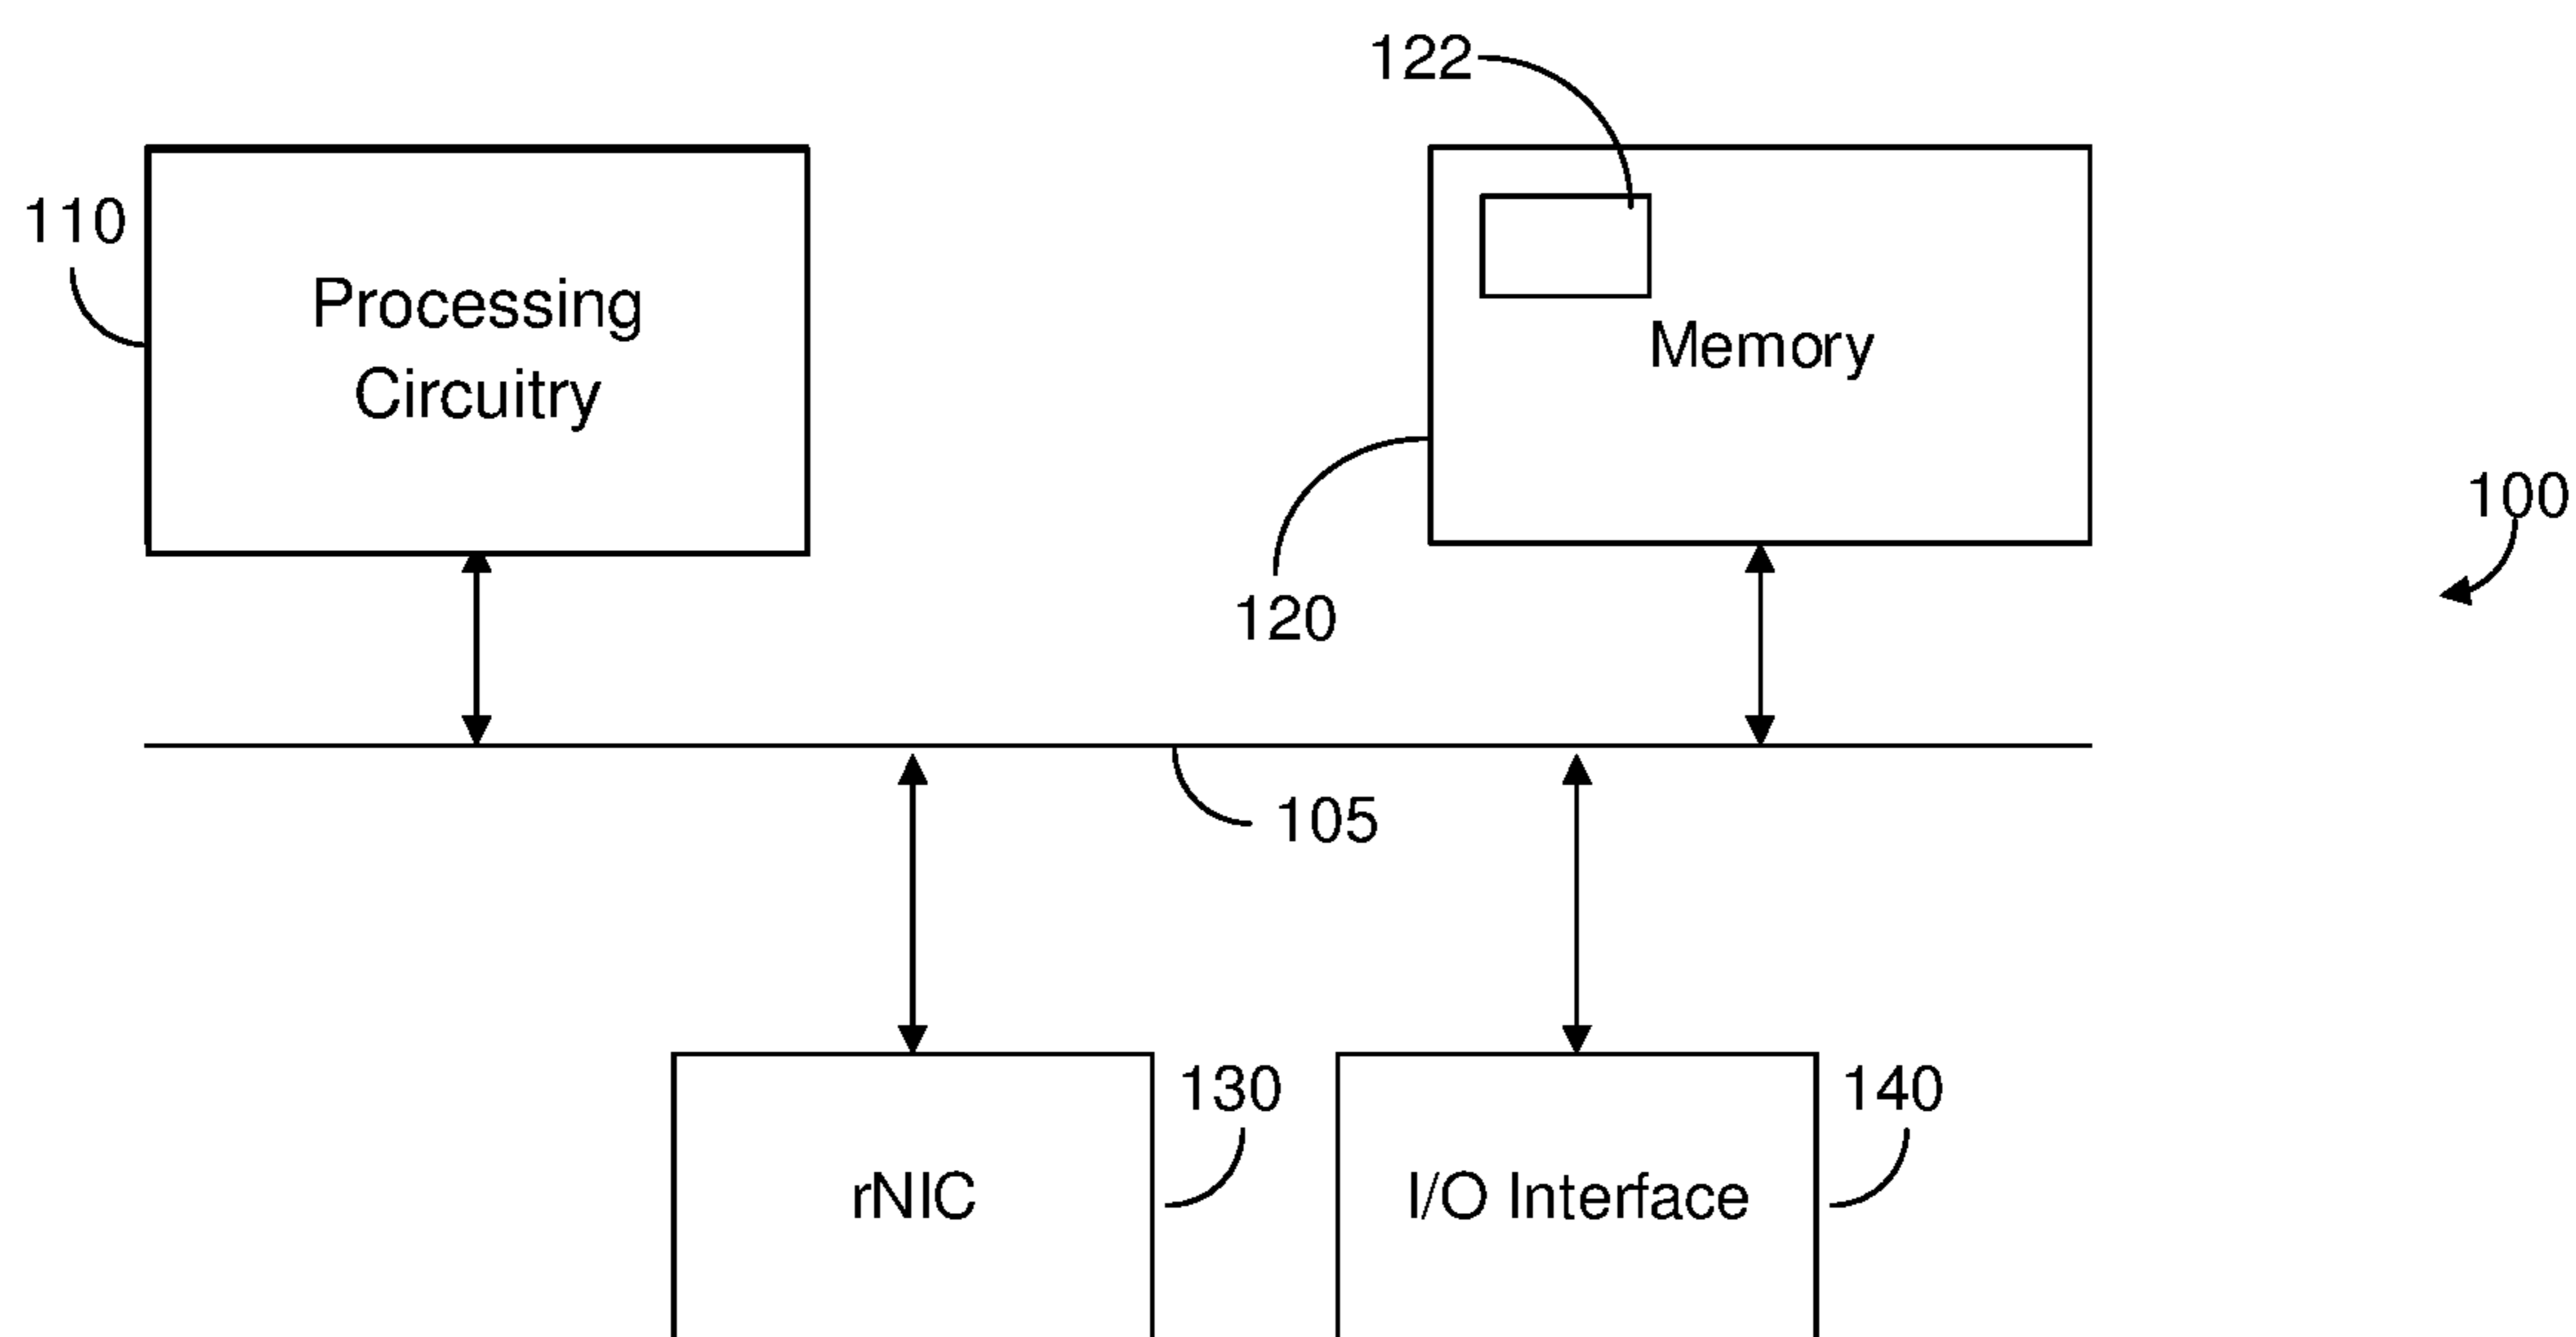 122
110
Processing
Circuitry
Memory
100
120
105
130
140
rNIC
I/O Interface